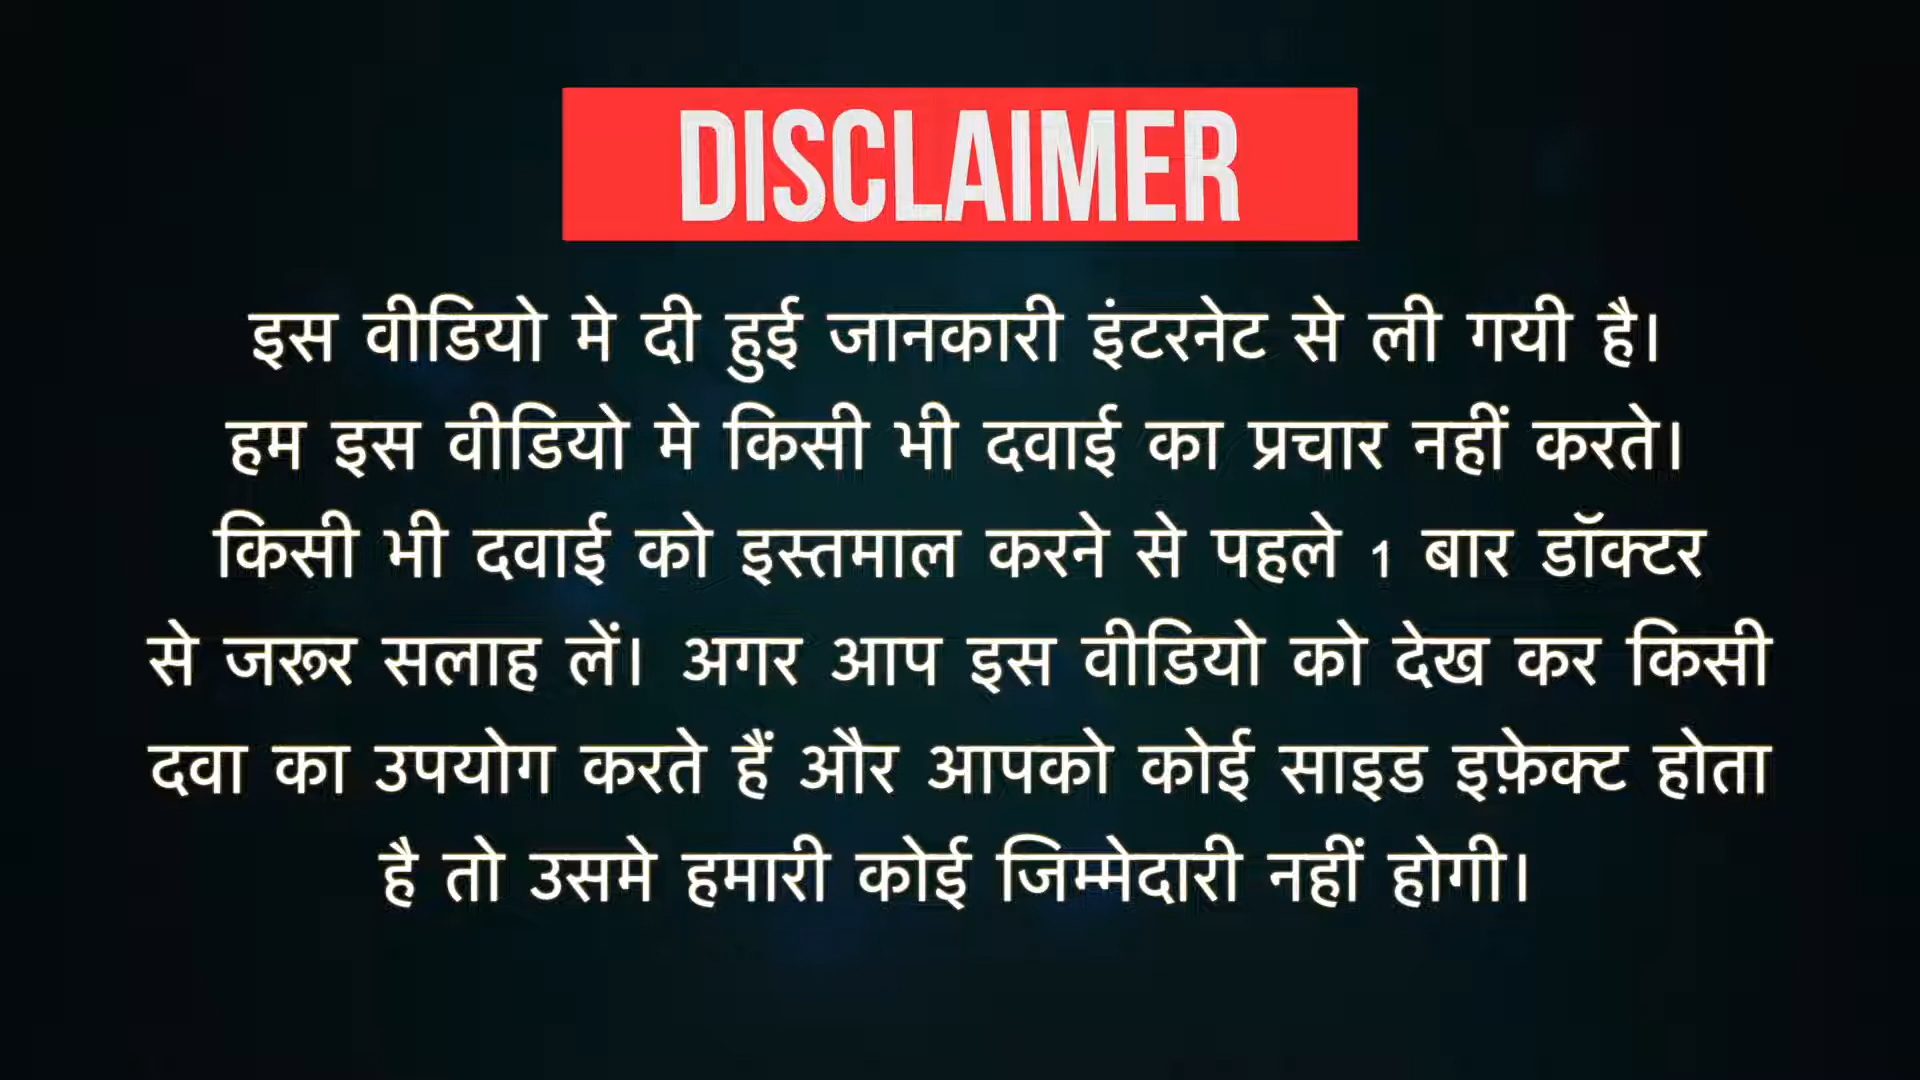 DISCLAIMER
इस वीडियो मे दी हुई जानकारी इंटरनेट से ली गयी है।
हम इस वीडियो मे किसी भी दवाई का प्रचार नहीं करते।
किसी भी दवाई को इस्तमाल करने से पहले 1 बार डॉक्टर
से जरूर सलाह लें। अगर आप इस वीडियो को देख कर किसी
दवा का उपयोग करते हैं और आपको कोई साइड इफ़ेक्ट होता
है तो उसमे हमारी कोई जिम्मेदारी नहीं होगी।